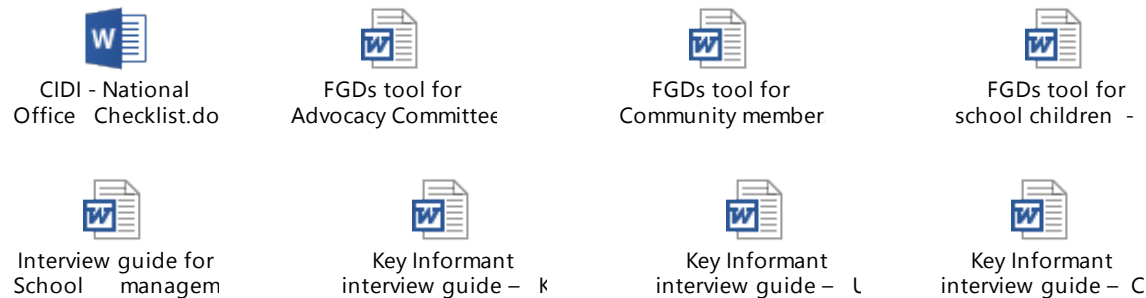 CIDI - National
Office Checklist.do
FGDs tool for
Advocacy Committee
FGDs tool for
Community member
FGDs tool for
school children -
Interview guide for
School managem
Key Informant
interview guide – K
Key Informant
interview guide – U
Key Informant
interview guide – C